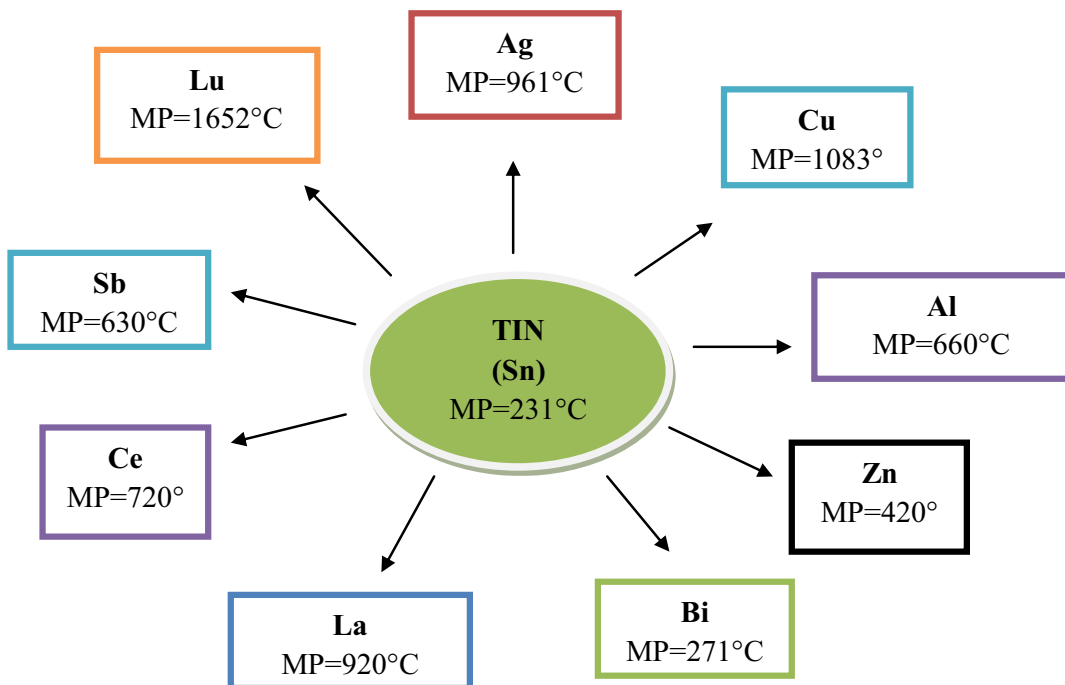 Ag
MP=961°C
Lu
MP=1652°C
Cu
MP=1083°
Sb
MP=630°C
TIN
(Sn)
MP=231°C
Al
MP=660°C
Ce
MP=720°
Zn
MP=420°
La
MP=920°C
Bi
MP=271°C